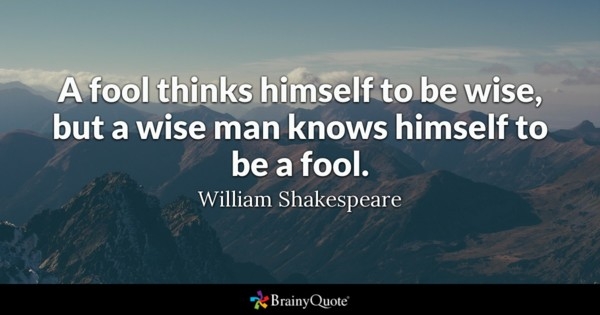 A fool thinks himself to be wise,
but a wise man knows himself to
be a fool.
William Shakespeare
BrainyQuote®